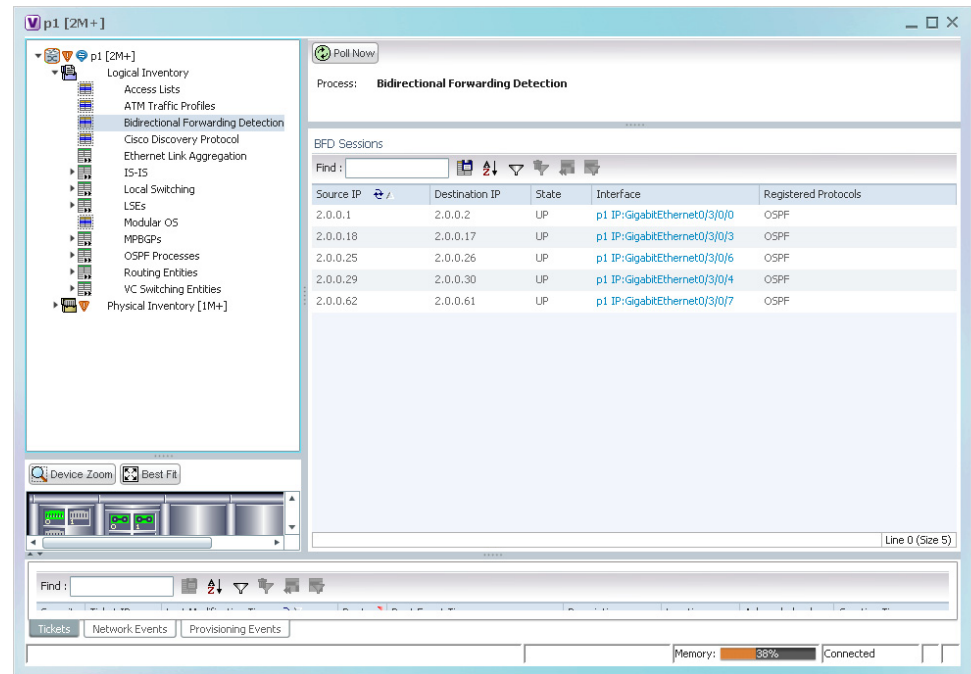 p1 [2M+]
p1 [2M+]
Logical Inventory
Access Lists
ATM Traffic Profiles
Bidirectional Forwarding Detection
Cisco Discovery Protocol
Ethernet Link Aggregation
IS-IS
Local Switching
LSEs
Modular OS
MPBGPs
OSPF Processes
Routing Entities
VC Switching Entities
Physical Inventory [1M+]
Device Zoom Best Fit
Poll Now
Process: Bidirectional Forwarding Detection
BFD Sessions
Find :
Source IP Destination IP State Interface Registered Protocols
2.0.0.1 2.0.0.2 UP p1 IP:GigabitEthernet0/3/0/0 OSPF
2.0.0.18 2.0.0.17 UP p1 IP:GigabitEthernet0/3/0/3 OSPF
2.0.0.25 2.0.0.26 UP p1 IP:GigabitEthernet0/3/0/6 OSPF
2.0.0.29 2.0.0.30 UP p1 IP:GigabitEthernet0/3/0/4 OSPF
2.0.0.62 2.0.0.61 UP p1 IP:GigabitEthernet0/3/0/7 OSPF
Line 0 (Size 5)
Find :
Tickets Network Events Provisioning Events
Memory: 38% Connected